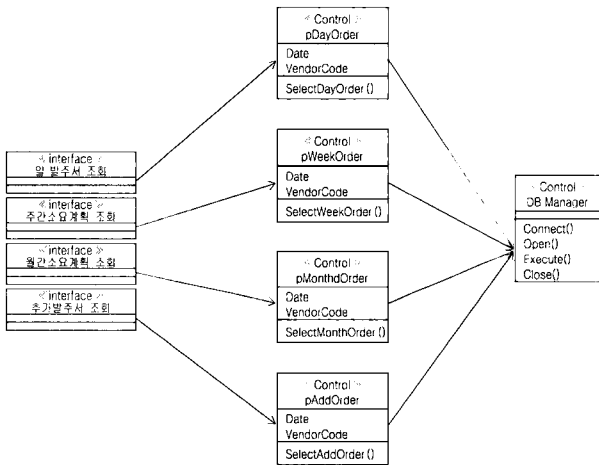 « Control »
pDayOrder
Date
VendorCode
SelectDayOrder ()
« interface »
일 발주서 조회
« interface »
주간소요계획 조회
« interface »
월간소요계획 조회
« interface »
추가발주서 조회
« Control »
pWeekOrder
Date
VendorCode
SelectWeekOrder()
« Control »
pMonthdOrder
Date
VendorCode
SelectMonthOrder()
« Control »
pAddOrder
Date
VendorCode
SelectAddOrder ()
« Control »
DB Manager
Connect()
Open()
Execute()
Close()